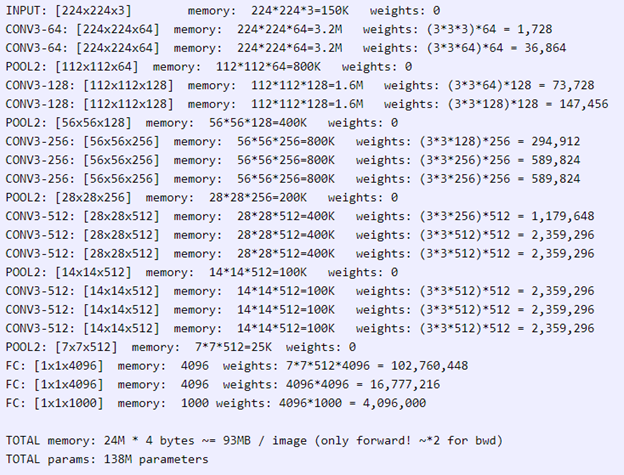 INPUT: [224x224x3]        memory:  224*224*3=150K   weights: 0
CONV3-64: [224x224x64]  memory:  224*224*64=3.2M   weights: (3*3*3)*64 = 1,728
CONV3-64: [224x224x64]  memory:  224*224*64=3.2M   weights: (3*3*64)*64 = 36,864
POOL2: [112x112x64]  memory:  112*112*64=800K   weights: 0
CONV3-128: [112x112x128]  memory:  112*112*128=1.6M   weights: (3*3*64)*128 = 73,728
CONV3-128: [112x112x128]  memory:  112*112*128=1.6M   weights: (3*3*128)*128 = 147,456
POOL2: [56x56x128]  memory:  56*56*128=400K   weights: 0
CONV3-256: [56x56x256]  memory:  56*56*256=800K   weights: (3*3*128)*256 = 294,912
CONV3-256: [56x56x256]  memory:  56*56*256=800K   weights: (3*3*256)*256 = 589,824
CONV3-256: [56x56x256]  memory:  56*56*256=800K   weights: (3*3*256)*256 = 589,824
POOL2: [28x28x256]  memory:  28*28*256=200K   weights: 0
CONV3-512: [28x28x512]  memory:  28*28*512=400K   weights: (3*3*256)*512 = 1,179,648
CONV3-512: [28x28x512]  memory:  28*28*512=400K   weights: (3*3*512)*512 = 2,359,296
CONV3-512: [28x28x512]  memory:  28*28*512=400K   weights: (3*3*512)*512 = 2,359,296
POOL2: [14x14x512]  memory:  14*14*512=100K   weights: 0
CONV3-512: [14x14x512]  memory:  14*14*512=100K   weights: (3*3*512)*512 = 2,359,296
CONV3-512: [14x14x512]  memory:  14*14*512=100K   weights: (3*3*512)*512 = 2,359,296
CONV3-512: [14x14x512]  memory:  14*14*512=100K   weights: (3*3*512)*512 = 2,359,296
POOL2: [7x7x512]  memory:  7*7*512=25K  weights: 0
FC: [1x1x4096]  memory:  4096  weights: 7*7*512*4096 = 102,760,448
FC: [1x1x4096]  memory:  4096  weights: 4096*4096 = 16,777,216
FC: [1x1x1000]  memory:  1000 weights: 4096*1000 = 4,096,000
TOTAL memory: 24M * 4 bytes ~= 93MB / image (only forward! ~*2 for bwd)
TOTAL params: 138M parameters